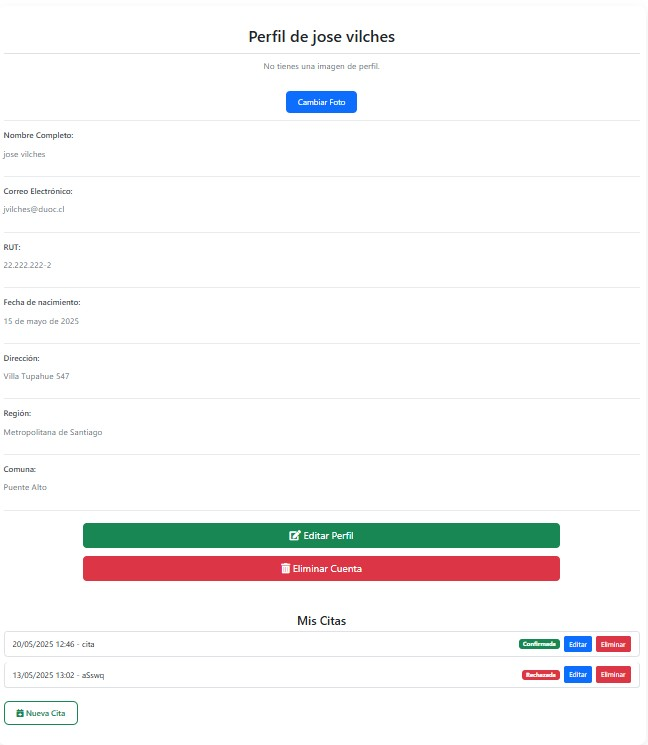 Perfil de jose vilches
No tienes una imagen de perfil.
Cambiar Foto
Nombre Completo:
jose vilches
Correo Electrónico:
jvilches@duoc.cl
RUT:
22.222.222-2
Fecha de nacimiento:
15 de mayo de 2025
Dirección:
Villa Tupahue 547
Región:
Metropolitana de Santiago
Comuna:
Puente Alto
Editar Perfil
Eliminar Cuenta
Mis Citas
20/05/2025 12:46 - cita Confirmada Editar Eliminar
13/05/2025 13:02 - aSswq Rechazada Editar Eliminar
Nueva Cita